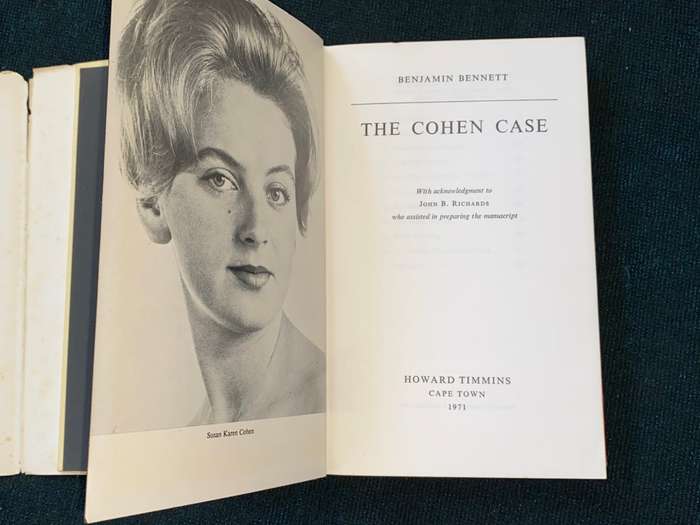 Susan Karen Cohen
BENJAMIN BENNETT
THE COHEN CASE
With acknowledgment to
JOHN B. RICHARDS
who assisted in preparing the manuscript
HOWARD TIMMINS
CAPE TOWN
1971